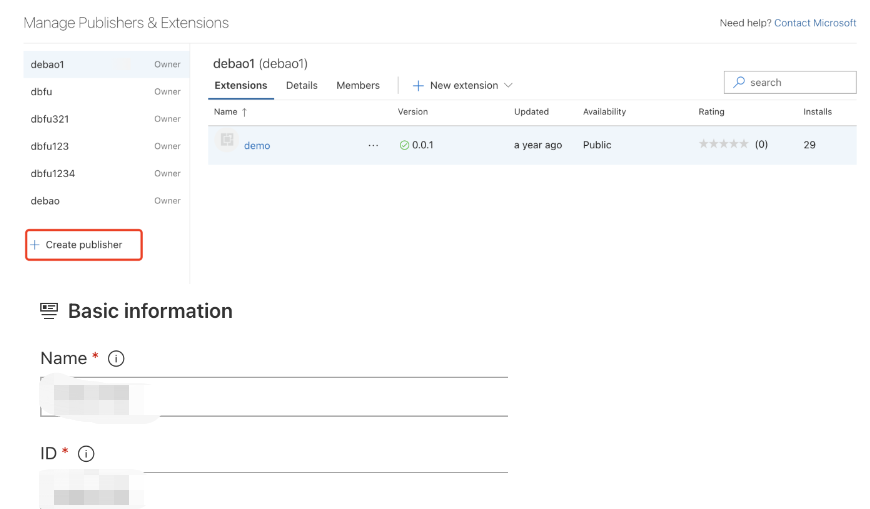 Manage Publishers & Extensions
Need help? Contact Microsoft
debao1 Owner
dbfu Owner
dbfu321 Owner
dbfu123 Owner
dbfu1234 Owner
debao Owner
+ Create publisher
debao1 (debao1)
Extensions Details Members + New extension
search
Name ↑ Version Updated Availability Rating Installs
demo ... 0.0.1 a year ago Public ★★★★★ (0) 29
Basic information
Name *
ID *